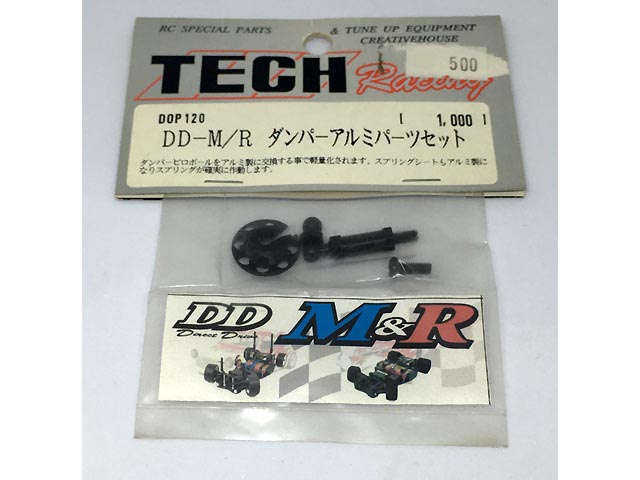 RC SPECIAL PARTS & TUNE UP EQUIPMENT
CREATIVEHOUSE
TECH Racing
500
DOP120 [ 1,000 ]
DD-M/R ダンパーアルミパーツセット
ダンパーピロボールをアルミ製に交換する事で軽量化されます。スプリングシートもアルミ製に
なりスプリングが確実に作動します。
DD M&R
Direct Drive